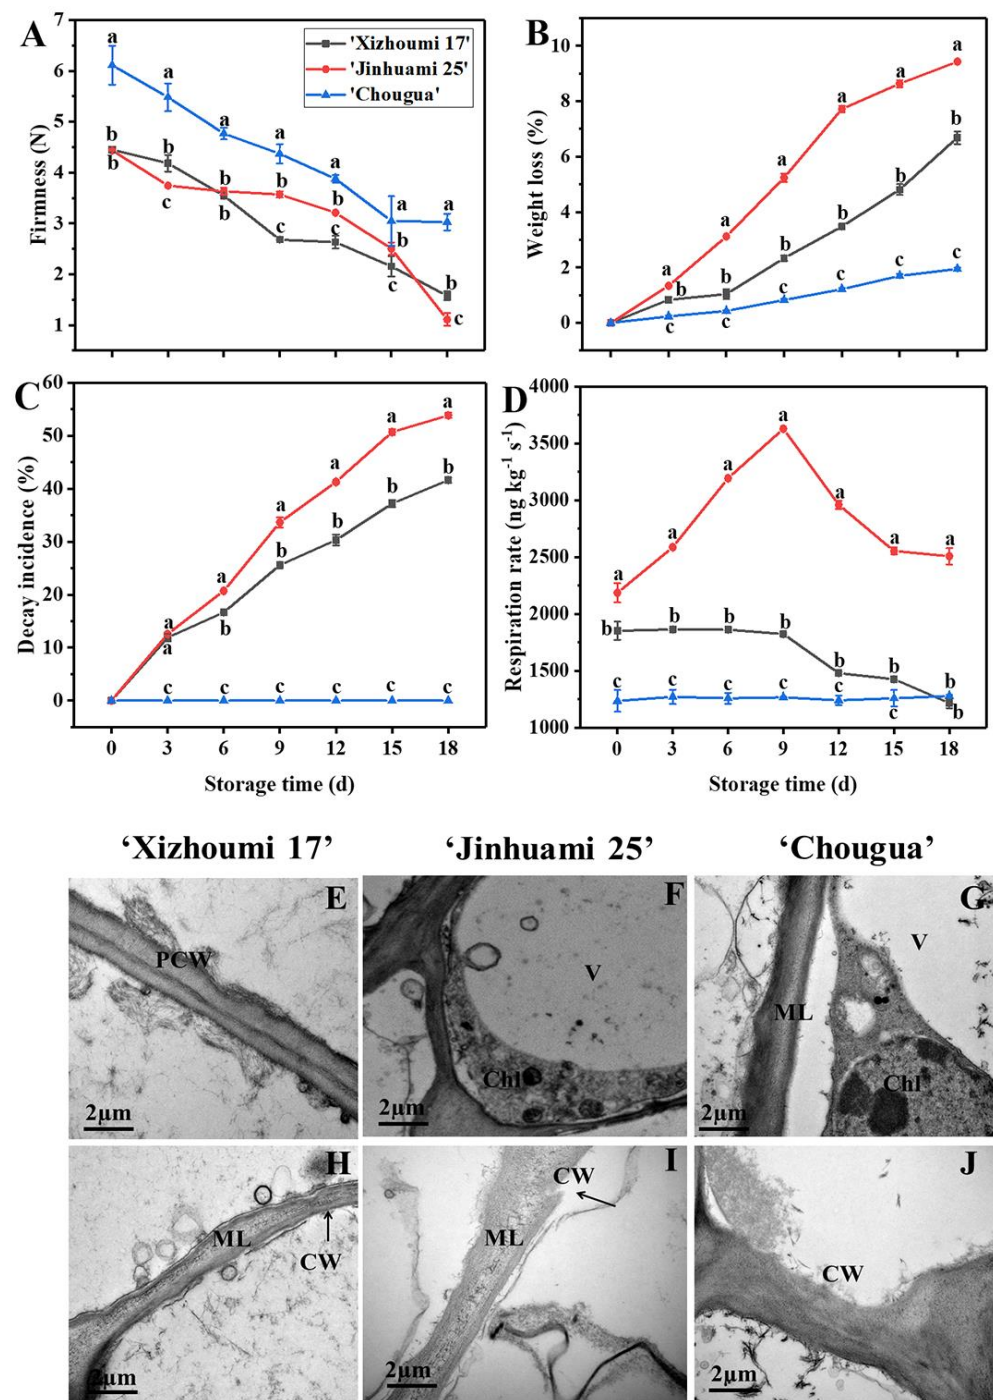 A
7
6
5
4
3
2
1
Firmness (N)
'Xizhoumi 17'
'Jinhuami 25'
'Chougua'
a
a
a
a
a
a
a
b
b
b
b
b
b
b
b
c
b
c
c
c
b
c
B
10
8
6
4
2
0
Weight loss (%)
a
a
a
a
a
a
b
b
b
b
b
b
c
c
c
c
c
c
C
60
50
40
30
20
10
0
Decay incidence (%)
a
a
a
a
a
a
a
b
b
b
b
b
c
c
c
c
c
c
0
3
6
9
12
15
18
Storage time (d)
D
4000
3500
3000
2500
2000
1500
1000
Respiration rate (ng kg⁻¹ s⁻¹)
a
a
a
a
a
a
a
b
b
b
b
b
b
b
c
c
c
c
c
c
b
0
3
6
9
12
15
18
Storage time (d)
‘Xizhoumi 17’
‘Jinhuami 25’
‘Chougua’
E
PCW
2μm
F
V
Chl
2μm
G
V
ML
Chl
2μm
H
ML
CW
2μm
I
CW
ML
2μm
J
CW
2μm